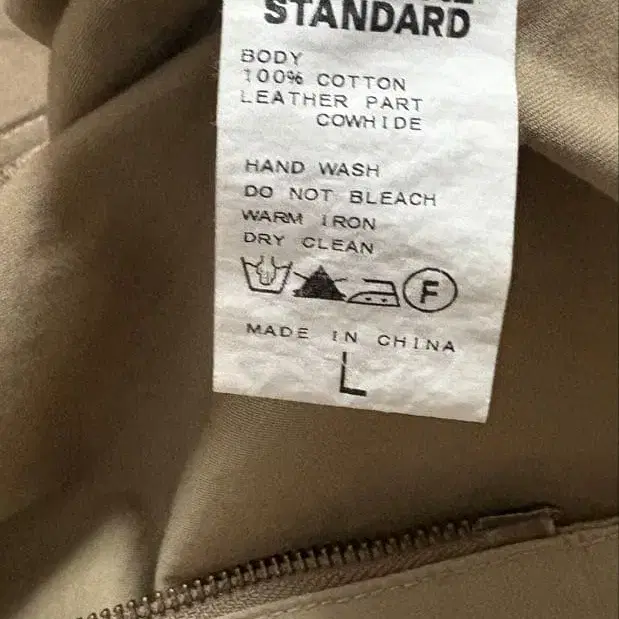 STANDARD
BODY
100% COTTON
LEATHER PART
COWHIDE
HAND WASH
DO NOT BLEACH
WARM IRON
DRY CLEAN
F
MADE IN CHINA
L